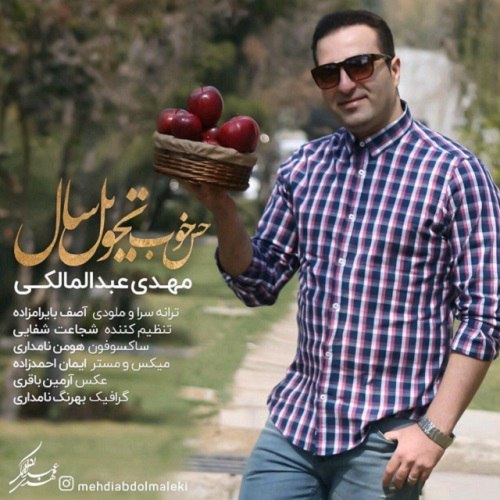 حس خوب تحویل سال
مهدی عبدالمالکی
ترانه سرا و ملودی آصف بایرامزاده
تنظیم کننده شجاعت شفایی
ساکسوفون هومن نامداری
میکس و مستر ایمان احمدزاده
عکس آرمین باقری
گرافیک بهرنگ نامداری
mehdiabdolmaleki